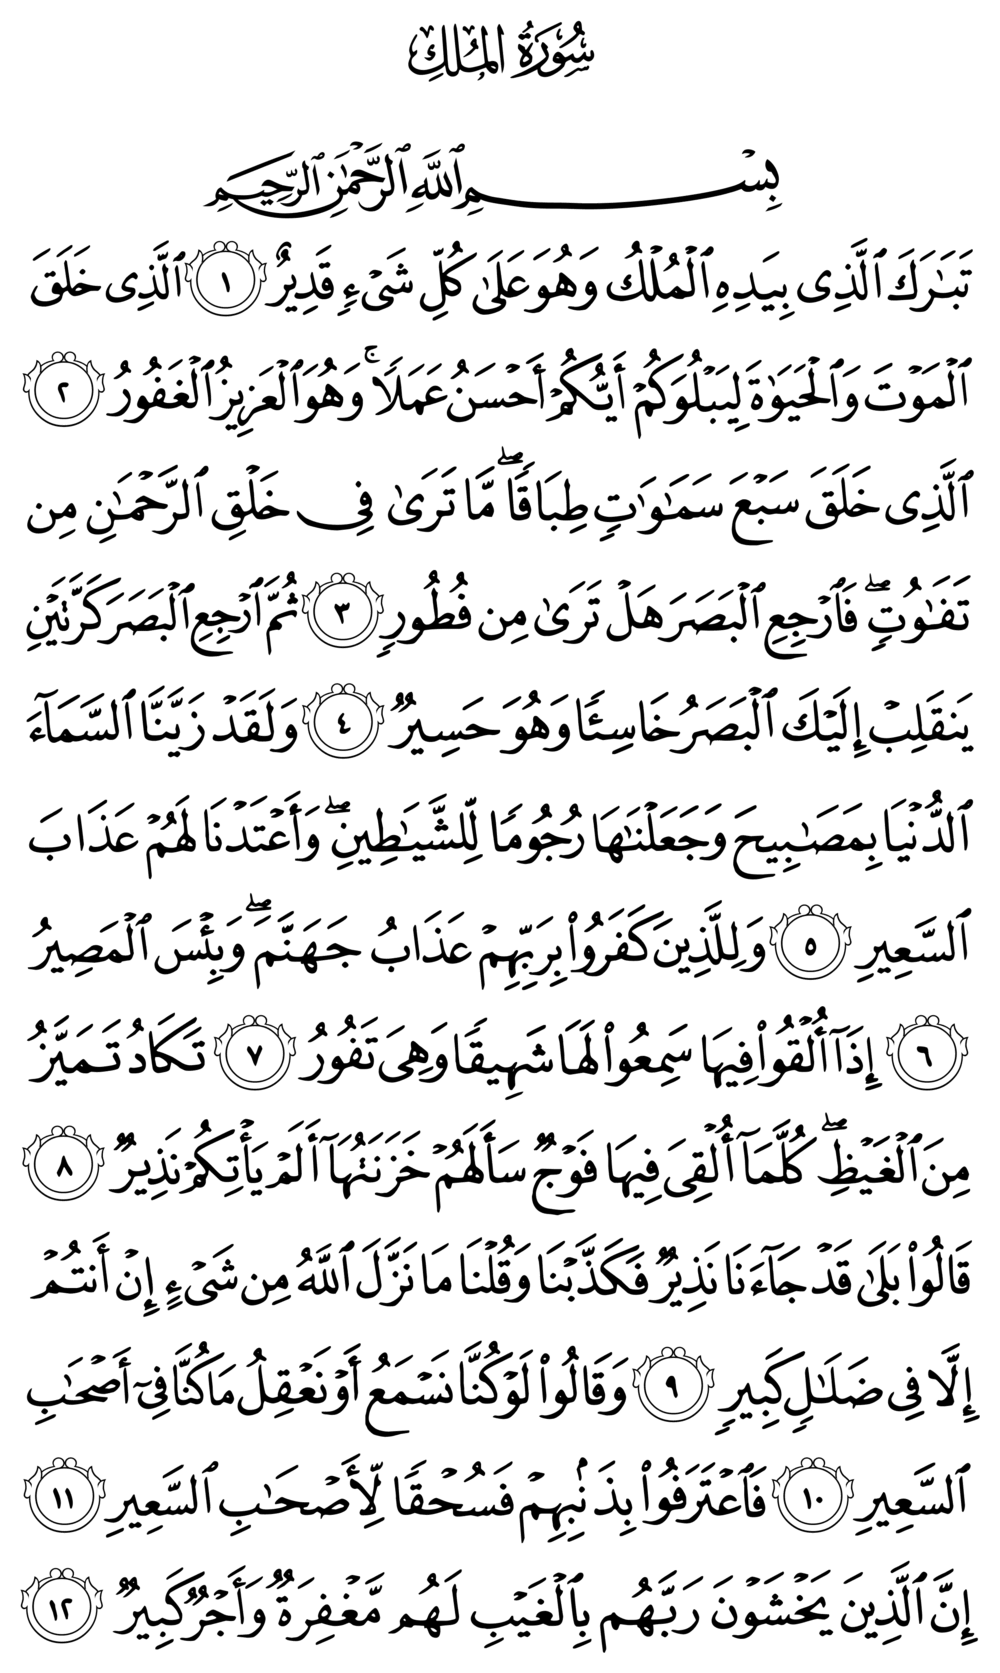 سُورَةُ المُلكِ
بِسْمِ ٱللَّهِ ٱلرَّحْمَٰنِ ٱلرَّحِيمِ
تَبَٰرَكَ ٱلَّذِى بِيَدِهِ ٱلْمُلْكُ وَهُوَ عَلَىٰ كُلِّ شَىْءٍ قَدِيرٌ ١ ٱلَّذِى خَلَقَ
ٱلْمَوْتَ وَٱلْحَيَوٰةَ لِيَبْلُوَكُمْ أَيُّكُمْ أَحْسَنُ عَمَلًا ۚ وَهُوَ ٱلْعَزِيزُ ٱلْغَفُورُ ٢
ٱلَّذِى خَلَقَ سَبْعَ سَمَٰوَٰتٍ طِبَاقًا ۖ مَّا تَرَىٰ فِى خَلْقِ ٱلرَّحْمَٰنِ مِن
تَفَٰوُتٍ ۖ فَٱرْجِعِ ٱلْبَصَرَ هَلْ تَرَىٰ مِن فُطُورٍ ٣ ثُمَّ ٱرْجِعِ ٱلْبَصَرَ كَرَّتَيْنِ
يَنقَلِبْ إِلَيْكَ ٱلْبَصَرُ خَاسِئًا وَهُوَ حَسِيرٌ ٤ وَلَقَدْ زَيَّنَّا ٱلسَّمَآءَ
ٱلدُّنْيَا بِمَصَٰبِيحَ وَجَعَلْنَٰهَا رُجُومًا لِّلشَّيَٰطِينِ ۖ وَأَعْتَدْنَا لَهُمْ عَذَابَ
ٱلسَّعِيرِ ٥ وَلِلَّذِينَ كَفَرُوا۟ بِرَبِّهِمْ عَذَابُ جَهَنَّمَ ۖ وَبِئْسَ ٱلْمَصِيرُ
٦ إِذَآ أُلْقُوا۟ فِيهَا سَمِعُوا۟ لَهَا شَهِيقًا وَهِىَ تَفُورُ ٧ تَكَادُ تَمَيَّزُ
مِنَ ٱلْغَيْظِ ۖ كُلَّمَآ أُلْقِىَ فِيهَا فَوْجٌ سَأَلَهُمْ خَزَنَتُهَآ أَلَمْ يَأْتِكُمْ نَذِيرٌ ٨
قَالُوا۟ بَلَىٰ قَدْ جَآءَنَا نَذِيرٌ فَكَذَّبْنَا وَقُلْنَا مَا نَزَّلَ ٱللَّهُ مِن شَىْءٍ إِنْ أَنتُمْ
إِلَّا فِى ضَلَٰلٍ كَبِيرٍ ٩ وَقَالُوا۟ لَوْ كُنَّا نَسْمَعُ أَوْ نَعْقِلُ مَا كُنَّا فِىٓ أَصْحَٰبِ
ٱلسَّعِيرِ ١٠ فَٱعْتَرَفُوا۟ بِذَنۢبِهِمْ فَسُحْقًا لِّأَصْحَٰبِ ٱلسَّعِيرِ ١١
إِنَّ ٱلَّذِينَ يَخْشَوْنَ رَبَّهُم بِٱلْغَيْبِ لَهُم مَّغْفِرَةٌ وَأَجْرٌ كَبِيرٌ ١٢